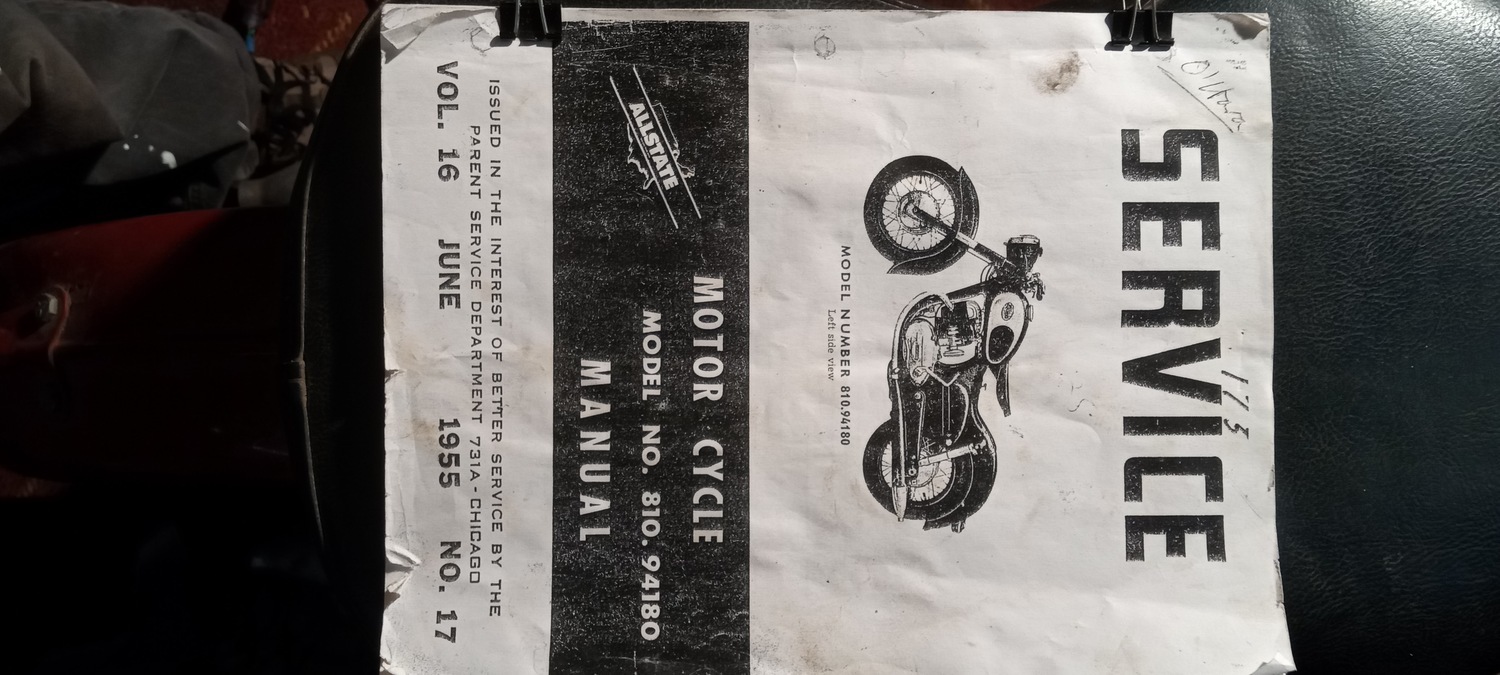 O'Hara
SERVICE
MODEL NUMBER 810.94180
Left side view
ALLSTATE
MOTOR CYCLE
MODEL NO. 810.94180
MANUAL
ISSUED IN THE INTEREST OF BETTER SERVICE BY THE
PARENT SERVICE DEPARTMENT 731A - CHICAGO
VOL. 16 JUNE 1955 NO. 17